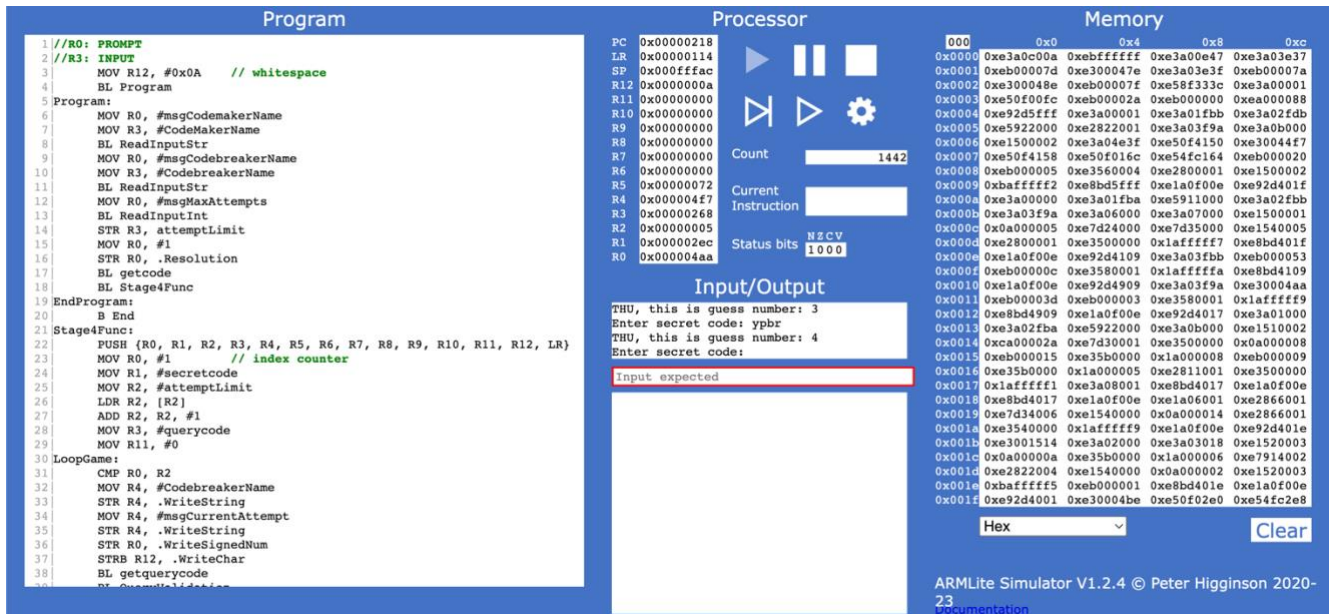 Program
1 //R0: PROMPT
2 //R3: INPUT
3 MOV R12, #0x0A // whitespace
4 BL Program
5 Program:
6 MOV R0, #msgCodemakerName
7 MOV R3, #CodeMakerName
8 BL ReadInputStr
9 MOV R0, #msgCodebreakerName
10 MOV R3, #CodebreakerName
11 BL ReadInputStr
12 MOV R0, #msgMaxAttempts
13 BL ReadInputInt
14 STR R3, attemptLimit
15 MOV R0, #1
16 STR R0, .Resolution
17 BL getcode
18 BL Stage4Func
19 EndProgram:
20 B End
21 Stage4Func:
22 PUSH {R0, R1, R2, R3, R4, R5, R6, R7, R8, R9, R10, R11, R12, LR}
23 MOV R0, #1 // index counter
24 MOV R1, #secretcode
25 MOV R2, #attemptLimit
26 LDR R2, [R2]
27 ADD R2, R2, #1
28 MOV R3, #querycode
29 MOV R11, #0
30 LoopGame:
31 CMP R0, R2
32 MOV R4, #CodebreakerName
33 STR R4, .WriteString
34 MOV R4, #msgCurrentAttempt
35 STR R4, .WriteString
36 STR R0, .WriteSignedNum
37 STRB R12, .WriteChar
38 BL getquerycode
Processor
PC 0x00000218
LR 0x00000114
SP 0x000fffac
R12 0x0000000a
R11 0x00000000
R10 0x00000000
R9 0x00000000
R8 0x00000000
R7 0x00000000
R6 0x00000000
R5 0x00000072
R4 0x000004f7
R3 0x00000268
R2 0x00000005
R1 0x000002ec
R0 0x000004aa
Count 1442
Current
Instruction
NZCV
Status bits 1000
Input/Output
THU, this is guess number: 3
Enter secret code: ypbr
THU, this is guess number: 4
Enter secret code:
Input expected
Memory
000 0x0 0x4 0x8 0xc
0x0000 0xe3a0c00a 0xebffffff 0xe3a00e47 0xe3a03e37
0x0001 0xeb00007d 0xe300047e 0xe3a03e3f 0xeb00007a
0x0002 0xe300048e 0xeb00007f 0xe58f333c 0xe3a00001
0x0003 0xe50f00fc 0xeb00002a 0xeb000000 0xea000088
0x0004 0xe92d5fff 0xe3a00001 0xe3a01fbb 0xe3a02fdb
0x0005 0xe5922000 0xe2822001 0xe3a03f9a 0xe3a0b000
0x0006 0xe1500002 0xe3a04e3f 0xe50f4150 0xe30044f7
0x0007 0xe50f4158 0xe50f016c 0xe54fc164 0xeb000020
0x0008 0xeb000005 0xe3560004 0xe2800001 0xe1500002
0x0009 0xbafffff2 0xe8bd5fff 0xe1a0f00e 0xe92d401f
0x000a 0xe3a00000 0xe3a01fba 0xe5911000 0xe3a02fbb
0x000b 0xe3a03f9a 0xe3a06000 0xe3a07000 0xe1500001
0x000c 0x0a000005 0xe7d24000 0xe7d35000 0xe1540005
0x000d 0xe2800001 0xe3500000 0x1afffff7 0xe8bd401f
0x000e 0xe1a0f00e 0xe92d4109 0xe3a03fbb 0xeb000053
0x000f 0xeb00000c 0xe3580001 0x1afffffa 0xe8bd4109
0x0010 0xe1a0f00e 0xe92d4909 0xe3a03f9a 0xe30004aa
0x0011 0xeb00003d 0xeb000003 0xe3580001 0x1afffff9
0x0012 0xe8bd4909 0xe1a0f00e 0xe92d4017 0xe3a01000
0x0013 0xe3a02fba 0xe5922000 0xe3a0b000 0xe1510002
0x0014 0xca00002a 0xe7d30001 0xe3500000 0x0a000008
0x0015 0xeb000015 0xe35b0000 0x1a000008 0xeb000009
0x0016 0xe35b0000 0x1a000005 0xe2811001 0xe3500000
0x0017 0x1afffff1 0xe3a08001 0xe8bd4017 0xe1a0f00e
0x0018 0xe8bd4017 0xe1a0f00e 0xe1a06001 0xe2866001
0x0019 0xe7d34006 0xe1540000 0x0a000014 0xe2866001
0x001a 0xe3540000 0x1afffff9 0xe1a0f00e 0xe92d401e
0x001b 0xe3001514 0xe3a02000 0xe3a03018 0xe1520003
0x001c 0x0a00000a 0xe35b0000 0x1a000006 0xe7914002
0x001d 0xe2822004 0xe1540000 0x0a000002 0xe1520003
0x001e 0xbafffff5 0xeb000001 0xe8bd401e 0xe1a0f00e
0x001f 0xe92d4001 0xe30004be 0xe50f02e0 0xe54fc2e8
Hex
Clear
ARMLite Simulator V1.2.4 © Peter Higginson 2020-
23
Documentation